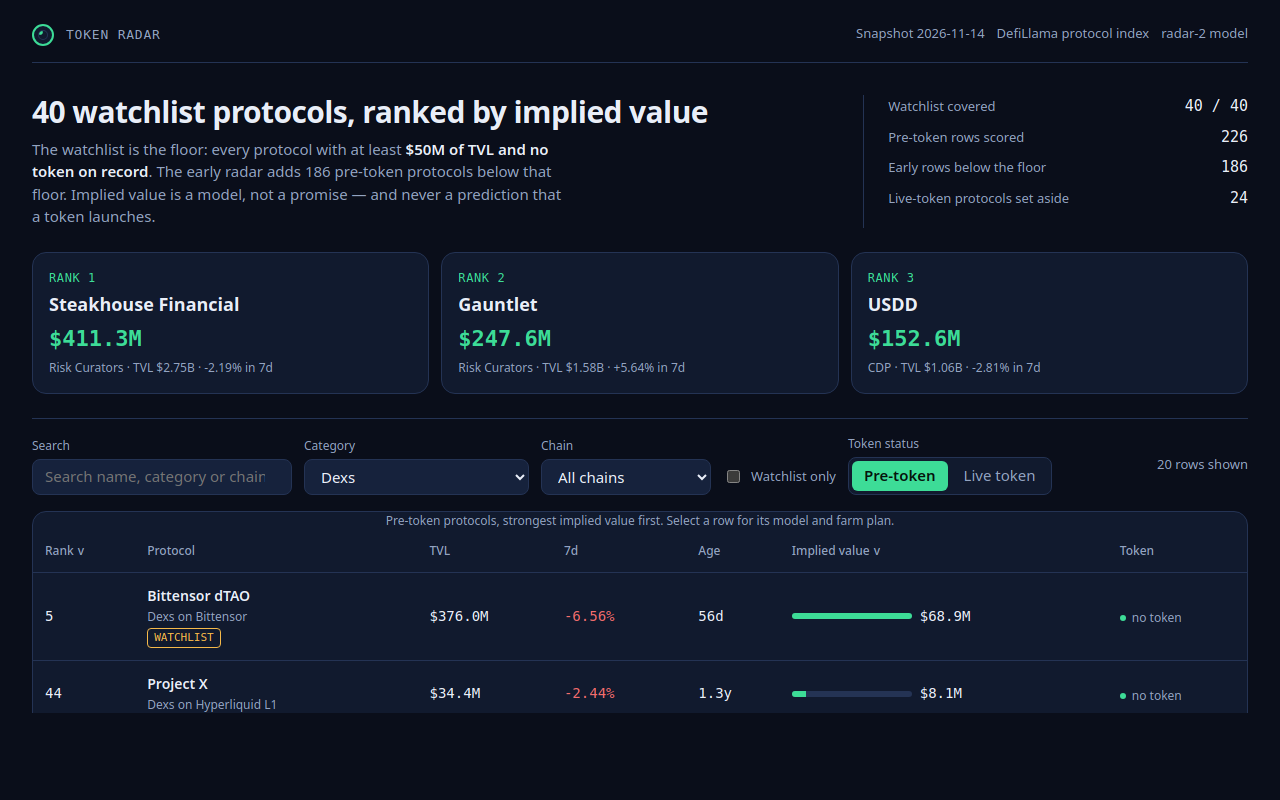 TOKEN RADAR
Snapshot 2026-11-14 DefiLlama protocol index radar-2 model
40 watchlist protocols, ranked by implied value
The watchlist is the floor: every protocol with at least $50M of TVL and no
token on record. The early radar adds 186 pre-token protocols below that
floor. Implied value is a model, not a promise — and never a prediction that
a token launches.
Watchlist covered 40 / 40
Pre-token rows scored 226
Early rows below the floor 186
Live-token protocols set aside 24
RANK 1
Steakhouse Financial
$411.3M
Risk Curators · TVL $2.75B · -2.19% in 7d
RANK 2
Gauntlet
$247.6M
Risk Curators · TVL $1.58B · +5.64% in 7d
RANK 3
USDD
$152.6M
CDP · TVL $1.06B · -2.81% in 7d
Search
Search name, category or chain
Category
Dexs
Chain
All chains
Watchlist only
Token status
Pre-token Live token
20 rows shown
Pre-token protocols, strongest implied value first. Select a row for its model and farm plan.
Rank v Protocol TVL 7d Age Implied value v Token
5 Bittensor dTAO $376.0M -6.56% 56d $68.9M no token
Dexs on Bittensor
WATCHLIST
44 Project X $34.4M -2.44% 1.3y $8.1M no token
Dexs on Hyperliquid L1